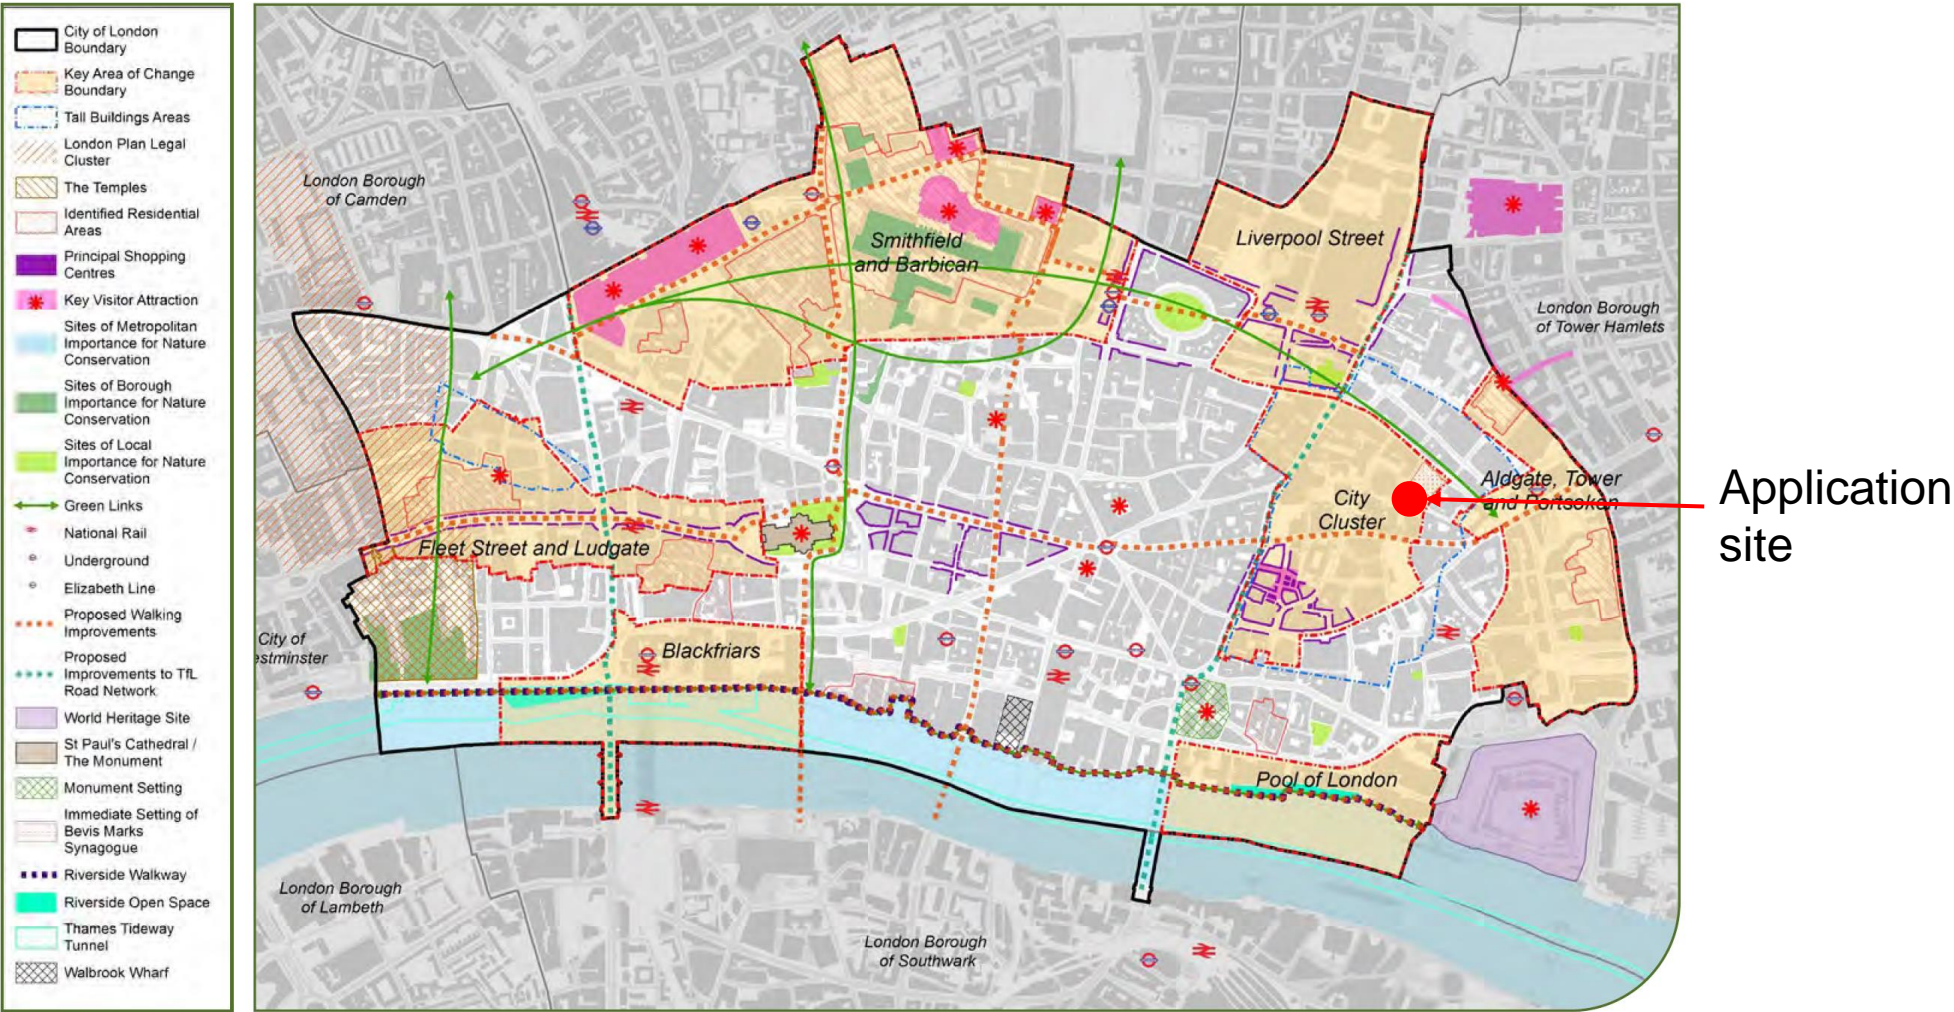 City of London
Boundary
Key Area of Change
Boundary
Tall Buildings Areas
London Plan Legal
Cluster
The Temples
Identified Residential
Areas
Principal Shopping
Centres
Key Visitor Attraction
Sites of Metropolitan
Importance for Nature
Conservation
Sites of Borough
Importance for Nature
Conservation
Sites of Local
Importance for Nature
Conservation
Green Links
National Rail
Underground
Elizabeth Line
Proposed Walking
Improvements
Proposed
Improvements to TfL
Road Network
World Heritage Site
St Paul's Cathedral /
The Monument
Monument Setting
Immediate Setting of
Bevis Marks
Synagogue
Riverside Walkway
Riverside Open Space
Thames Tideway
Tunnel
Walbrook Wharf
London Borough
of Camden
Smithfield
and Barbican
Liverpool Street
London Borough
of Tower Hamlets
City
Cluster
Aldgate, Tower
and Portsoken
Application
site
Fleet Street and Ludgate
City of
estminster
Blackfriars
Pool of London
London Borough
of Lambeth
London Borough
of Southwark